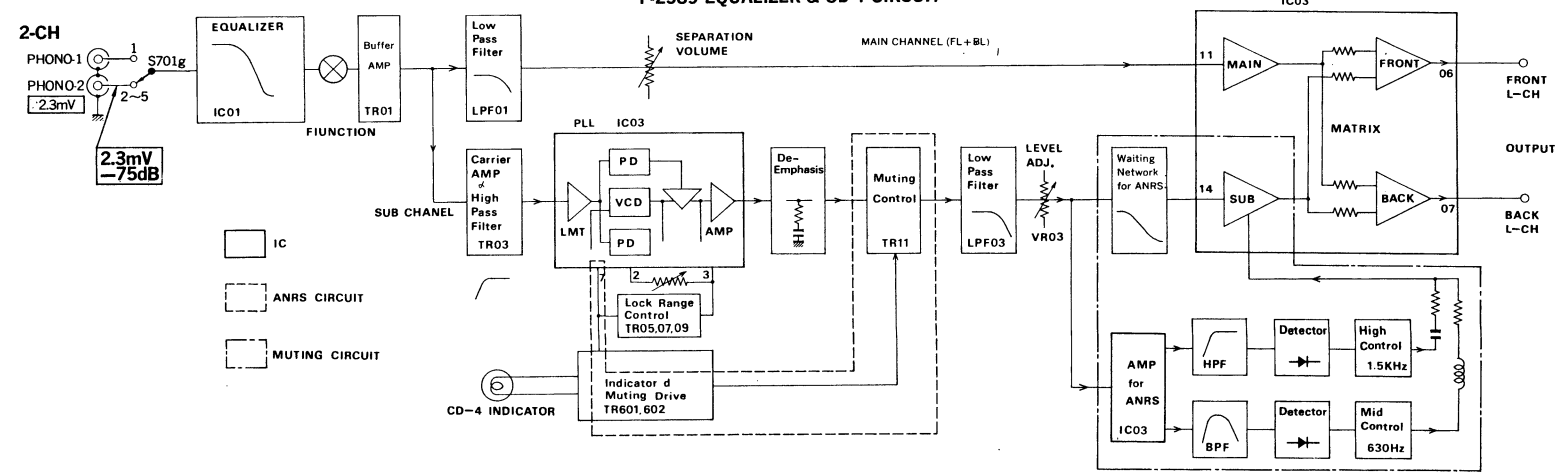 2-CH
PHONO-1
PHONO-2
2.3mV
1
S701g
2~5
2.3mV
—75dB
EQUALIZER
IC01
FIUNCTION
Buffer
AMP
TR01
Low
Pass
Filter
LPF01
SEPARATION
VOLUME
MAIN CHANNEL (FL+BL)
SUB CHANEL
Carrier
AMP
High
Pass
Filter
TR03
PLL IC03
LMT
PD
VCD
PD
AMP
7
2
3
Lock Range
Control
TR05,07,09
De-
Emphasis
Muting
Control
TR11
Low
Pass
Filter
LPF03
LEVEL
ADJ.
VR03
Waiting
Network
for ANRS
IC03
11
MAIN
14
SUB
MATRIX
FRONT
06
BACK
07
FRONT
L-CH
OUTPUT
BACK
L-CH
IC
ANRS CIRCUIT
MUTING CIRCUIT
CD-4 INDICATOR
Indicator d
Muting Drive
TR601,602
AMP
for
ANRS
IC03
HPF
Detector
High
Control
1.5KHz
BPF
Detector
Mid
Control
630Hz